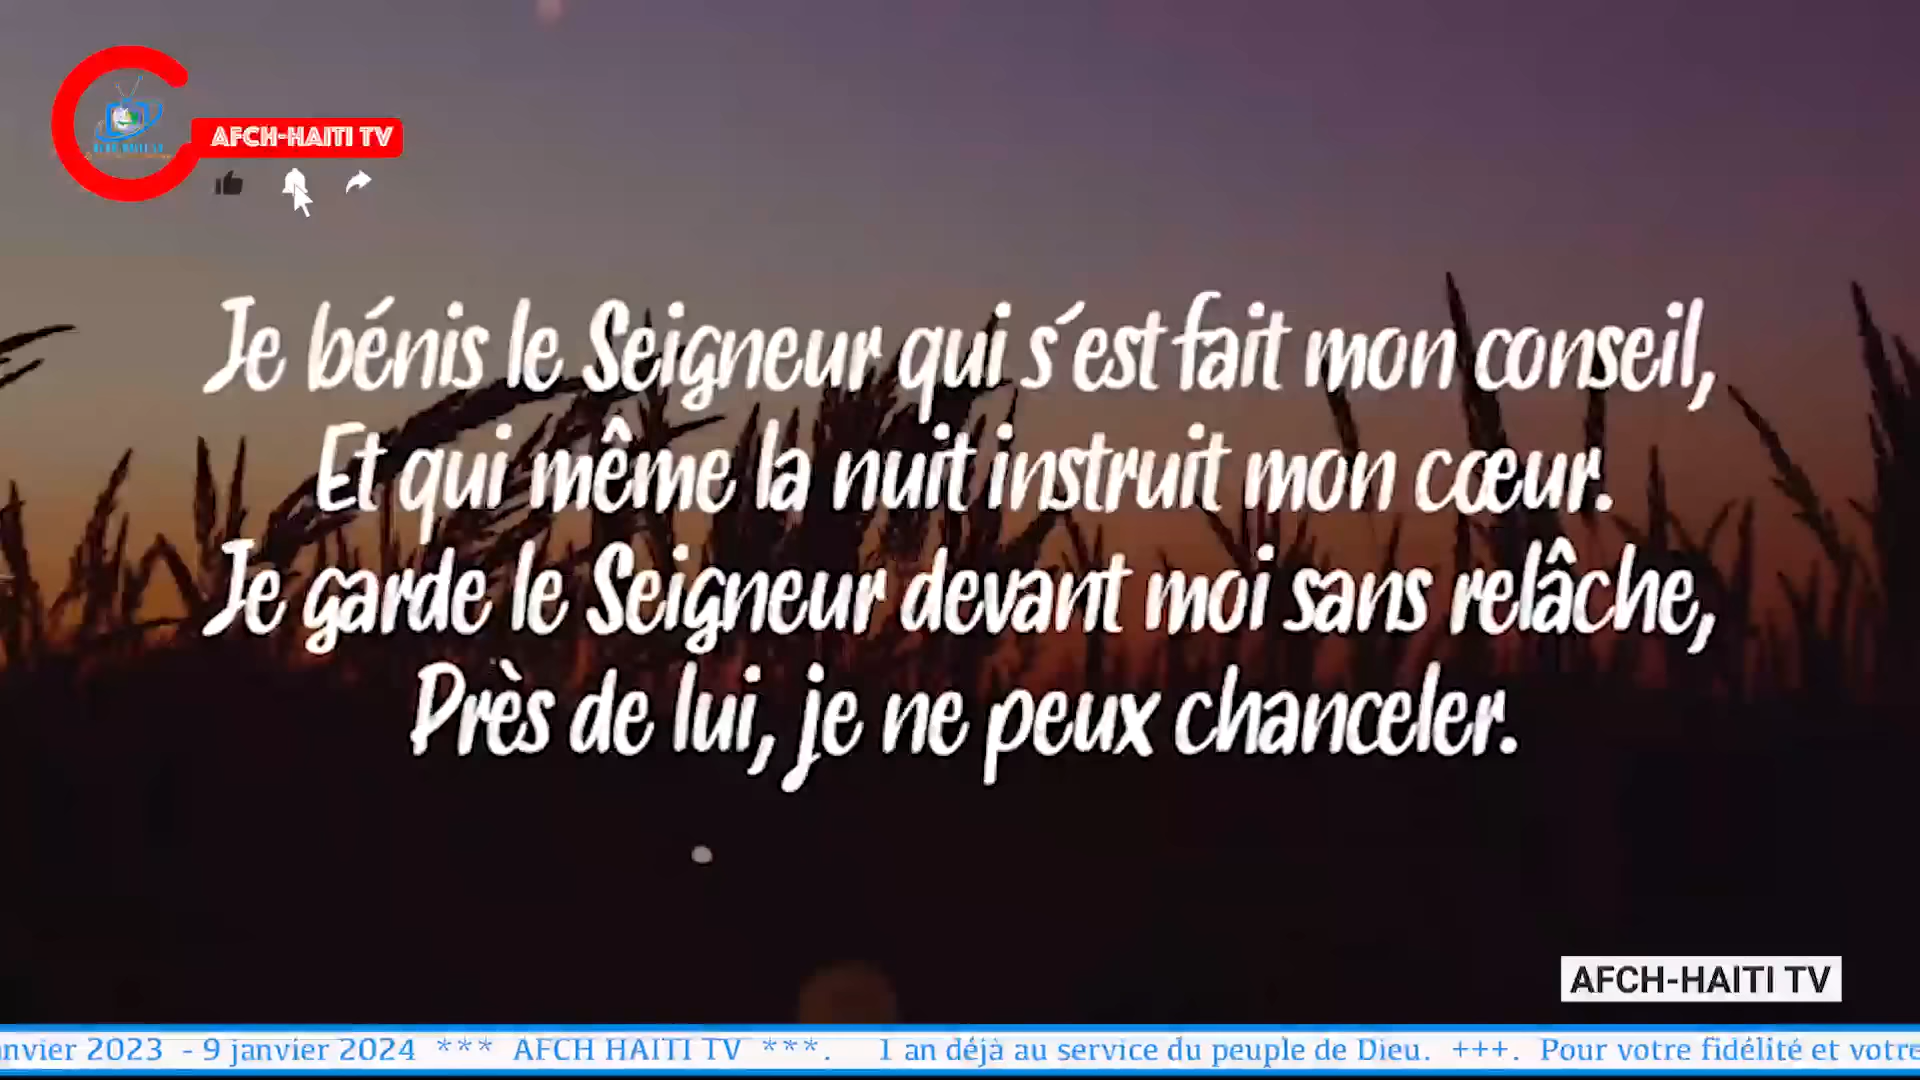 AFCH-HAITI TV
Je bénis le Seigneur qui s´est fait mon conseil,
Et qui même la nuit instruit mon cœur.
Je garde le Seigneur devant moi sans relâche,
Près de lui, je ne peux chanceler.
AFCH-HAITI TV
nvier 2023 - 9 janvier 2024 *** AFCH HAITI TV ***. 1 an déjà au service du peuple de Dieu. +++. Pour votre fidélité et votre